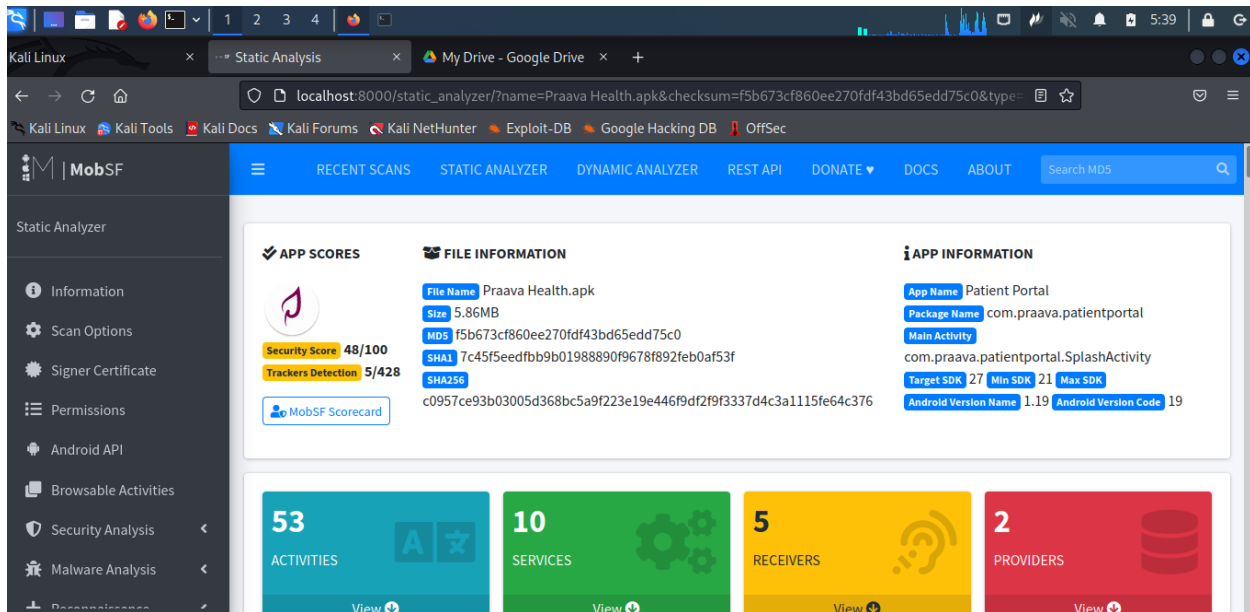 1 2 3 4 5:39
Kali Linux × Static Analysis × My Drive - Google Drive × +
localhost:8000/static_analyzer/?name=Praava Health.apk&checksum=f5b673cf860ee270fdf43bd65edd75c0&type=
Kali Linux Kali Tools Kali Docs Kali Forums Kali NetHunter Exploit-DB Google Hacking DB OffSec
MobSF RECENT SCANS STATIC ANALYZER DYNAMIC ANALYZER REST API DONATE ♥ DOCS ABOUT Search MD5
Static Analyzer
Information
Scan Options
Signer Certificate
Permissions
Android API
Browsable Activities
Security Analysis
Malware Analysis
Reconnaissance
APP SCORES
Security Score 48/100
Trackers Detection 5/428
MobSF Scorecard
FILE INFORMATION
File Name Praava Health.apk
Size 5.86MB
MD5 f5b673cf860ee270fdf43bd65edd75c0
SHA1 7c45f5eedfbb9b01988890f9678f892feb0af53f
SHA256
c0957ce93b03005d368bc5a9f223e19e446f9df2f9f3337d4c3a1115fe64c376
APP INFORMATION
App Name Patient Portal
Package Name com.praava.patientportal
Main Activity
com.praava.patientportal.SplashActivity
Target SDK 27 Min SDK 21 Max SDK
Android Version Name 1.19 Android Version Code 19
53
ACTIVITIES
View
10
SERVICES
View
5
RECEIVERS
View
2
PROVIDERS
View